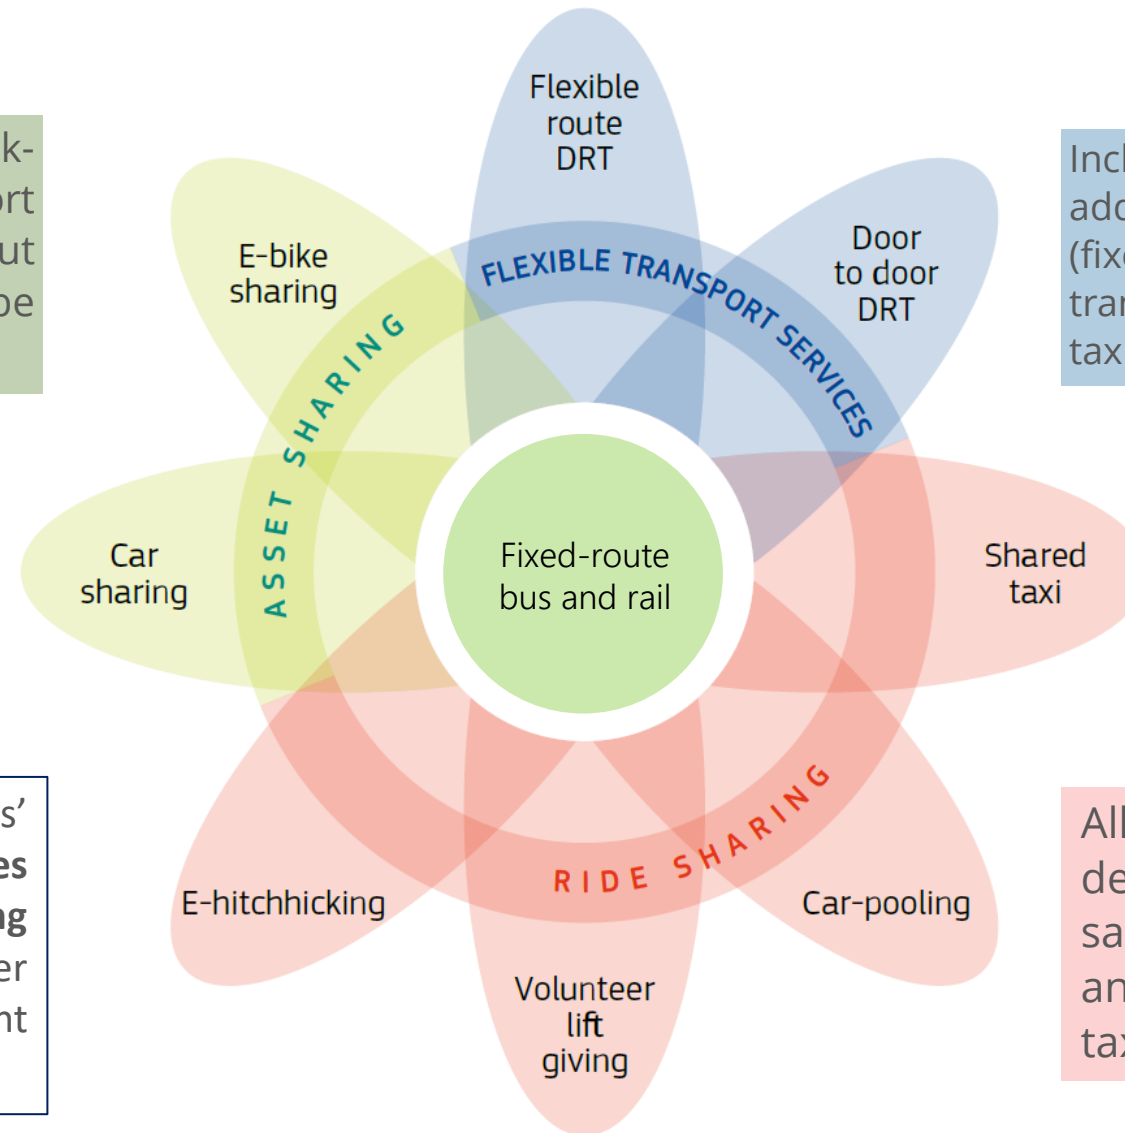 Flexible
route
DRT
Door
to door
DRT
E-bike
sharing
FLEXIBLE TRANSPORT SERVICES
ASSET SHARING
Car
sharing
Fixed-route
bus and rail
Shared
taxi
RIDE SHARING
E-hitchhicking
Car-pooling
Volunteer
lift
giving